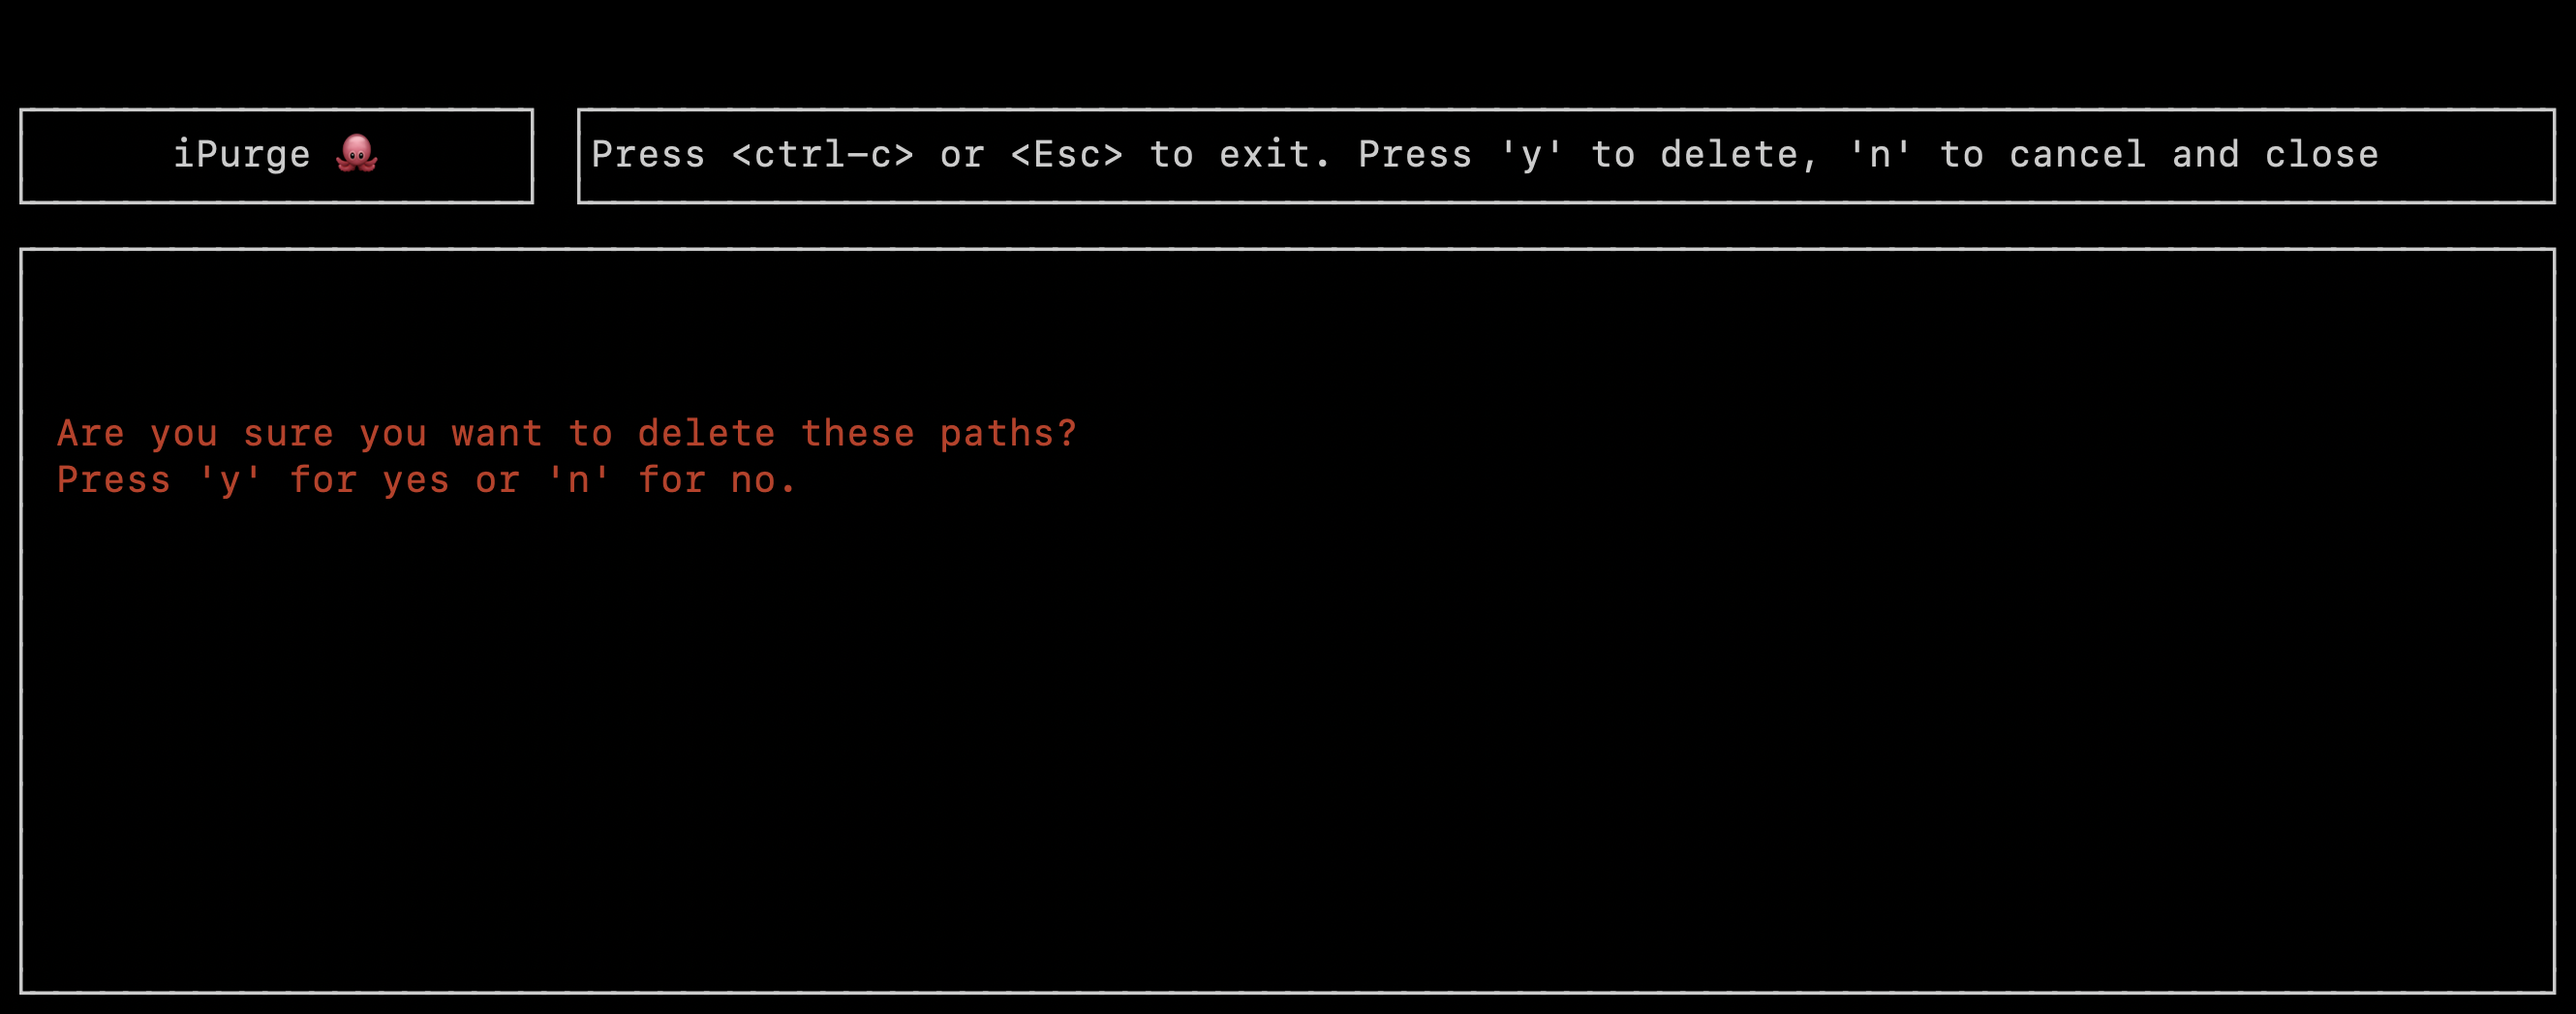 iPurge 🐙
Press <ctrl-c> or <Esc> to exit. Press 'y' to delete, 'n' to cancel and close
Are you sure you want to delete these paths?
Press 'y' for yes or 'n' for no.